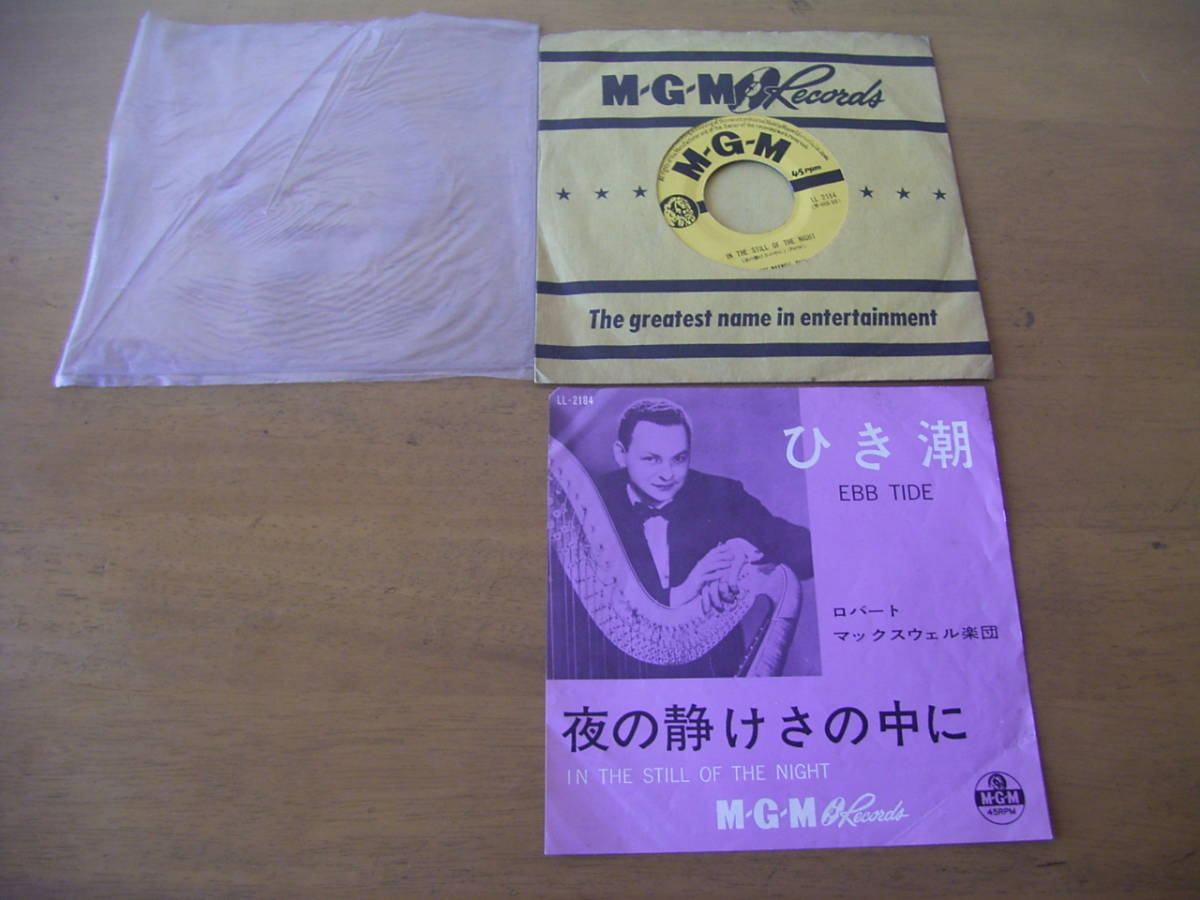 M-G-M Records
M-G-M
45 rpm
LL 2184
IN THE STILL OF THE NIGHT
The greatest name in entertainment
LL-2184
ひき潮
EBB TIDE
ロバート
マックスウェル楽団
夜の静けさの中に
IN THE STILL OF THE NIGHT
M-G-M Records
M-G-M
45RPM